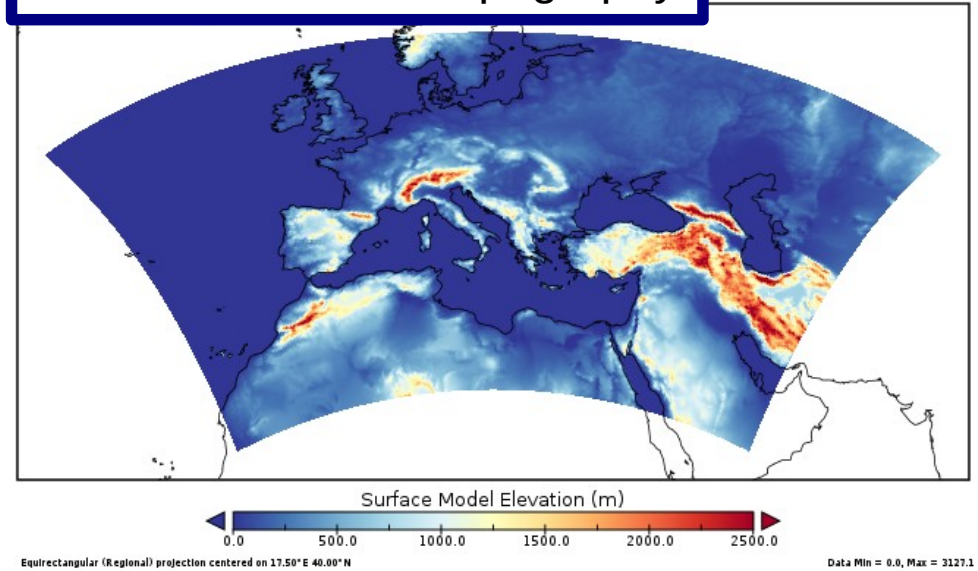 Surface Model Elevation (m)
0.0 500.0 1000.0 1500.0 2000.0 2500.0
Equirectangular (Regional) projection centered on 17.50°E 40.00°N
Data Min = 0.0, Max = 3127.1